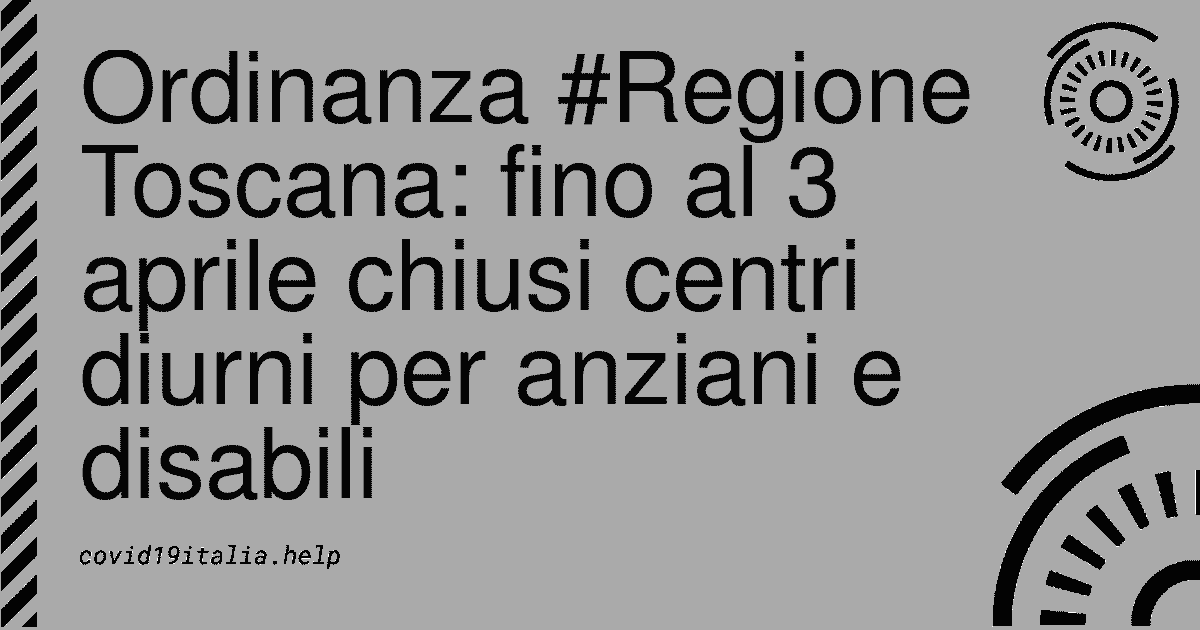 Ordinanza #Regione
Toscana: fino al 3
aprile chiusi centri
diurni per anziani e
disabili
covid19italia.help